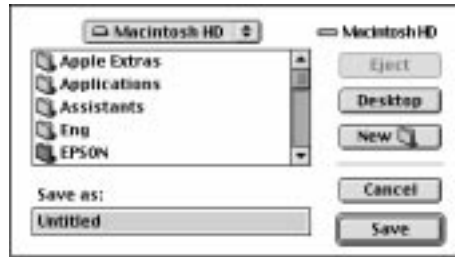 Macintosh HD
Macintosh HD
Apple Extras
Applications
Assistants
Eng
EPSON
Eject
Desktop
New
Save as:
Untitled
Cancel
Save